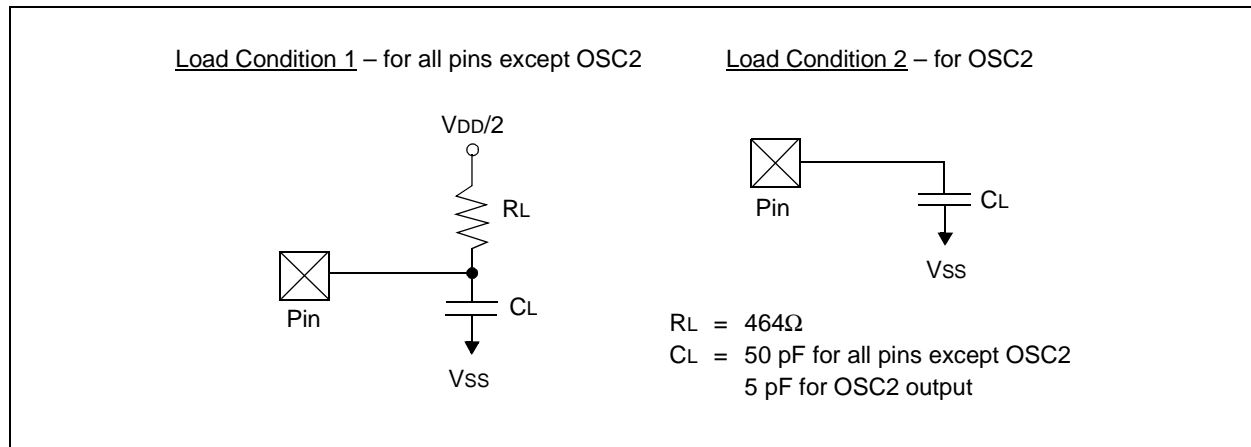 Load Condition 1 – for all pins except OSC2
VDD/2
RL
Pin
CL
VSS
Load Condition 2 – for OSC2
Pin
CL
VSS
RL = 464Ω
CL = 50 pF for all pins except OSC2
5 pF for OSC2 output